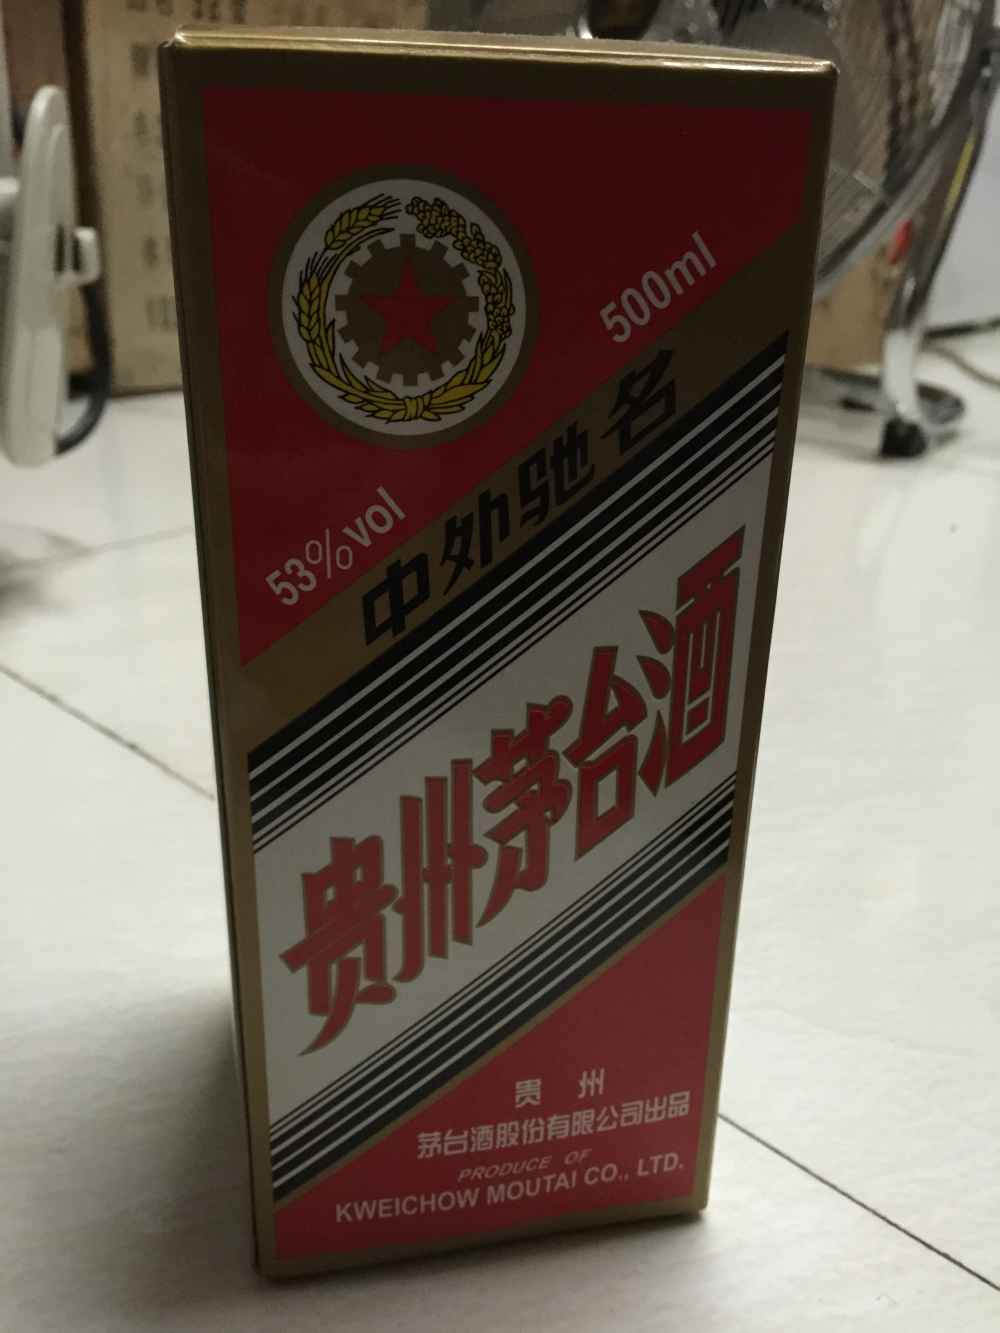 500ml
53%vol
中外驰名
贵州茅台酒
贵州
茅台酒股份有限公司出品
PRODUCE OF
KWEICHOW MOUTAI CO., LTD.